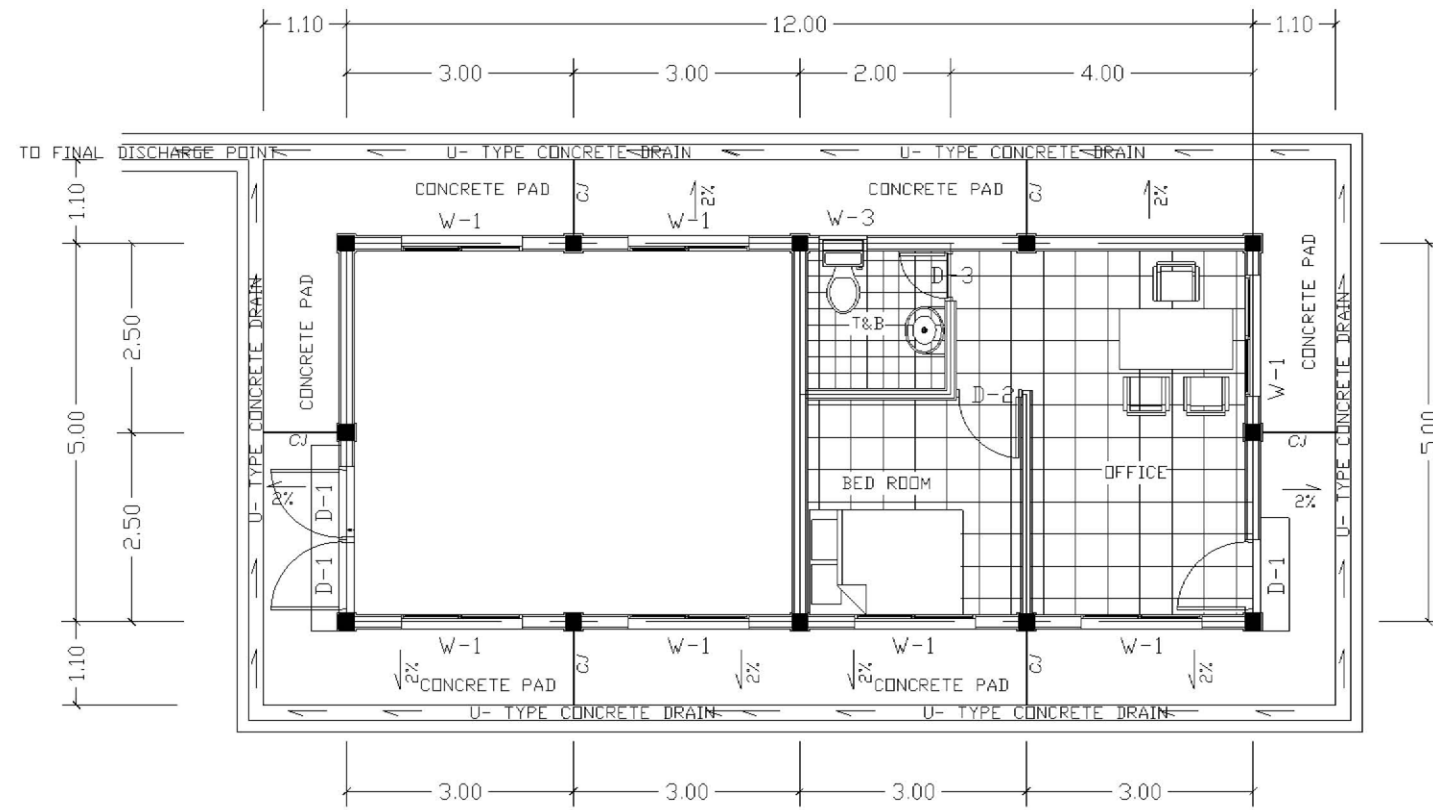 1.10 12.00 1.10
3.00 3.00 2.00 4.00
TO FINAL DISCHARGE POINT
U- TYPE CONCRETE DRAIN U- TYPE CONCRETE DRAIN
1.10
CONCRETE PAD CJ 2% CONCRETE PAD CJ 2%
W-1 W-1 W-3
D-3
T&B
2.50
CONCRETE PAD
U- TYPE CONCRETE DRAIN
CONCRETE PAD
U- TYPE CONCRETE DRAIN
W-1
D-2
5.00
5.00
CJ
CJ
BED ROOM
OFFICE
2%
2%
2.50
D-1
D-1
D-1
W-1 W-1 W-1 W-1
1.10
2% CONCRETE PAD CJ 2% 2% CONCRETE PAD CJ 2%
U- TYPE CONCRETE DRAIN U- TYPE CONCRETE DRAIN
3.00 3.00 3.00 3.00